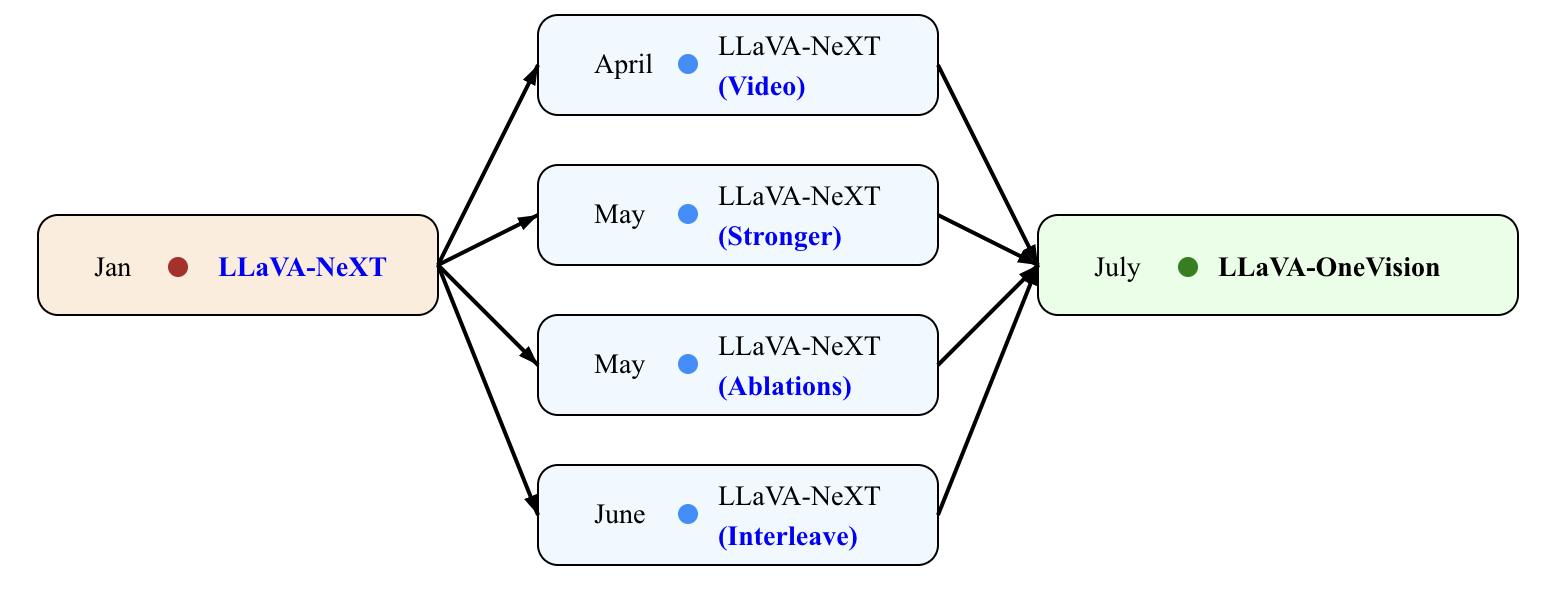 Jan LLaVA-NeXT
April LLaVA-NeXT
(Video)
May LLaVA-NeXT
(Stronger)
May LLaVA-NeXT
(Ablations)
June LLaVA-NeXT
(Interleave)
July LLaVA-OneVision